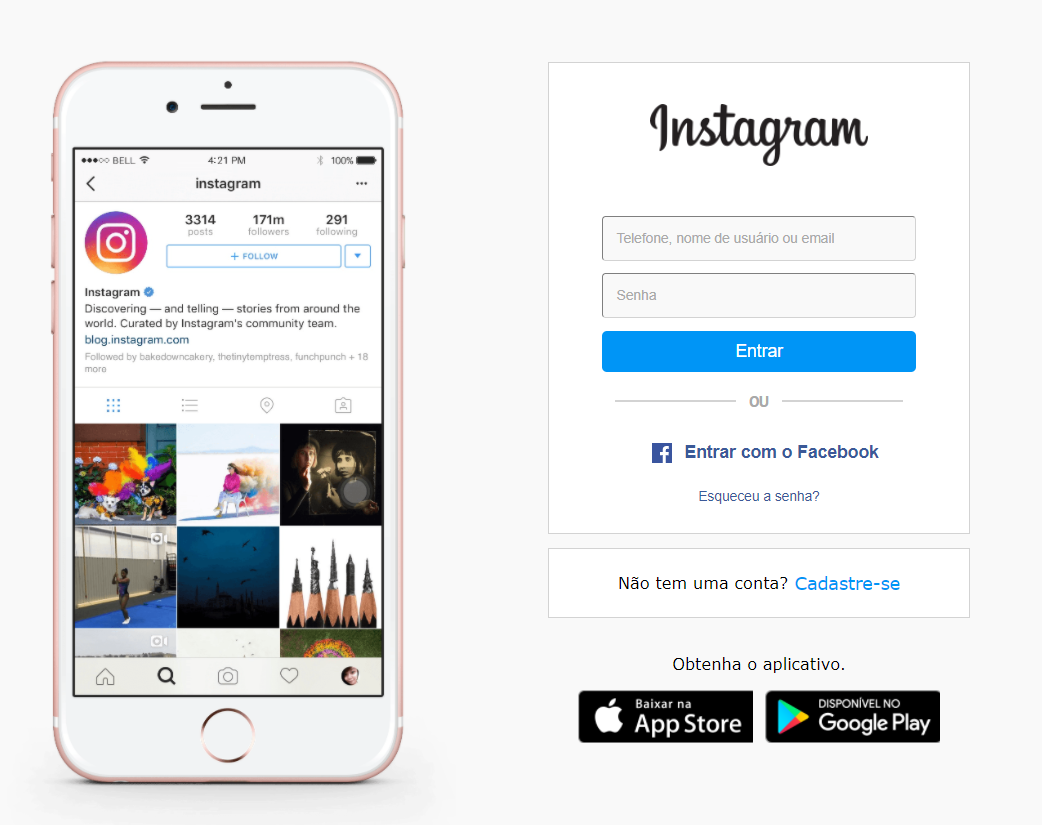 BELL
4:21 PM
100%
instagram
3314
171m
291
posts
followers
following
+ FOLLOW
Instagram
Discovering — and telling — stories from around the
world. Curated by Instagram's community team.
blog.instagram.com
Followed by bakedowncakery, thetinytemptress, funchpunch + 18
more
Instagram
Telefone, nome de usuário ou email
Senha
Entrar
OU
Entrar com o Facebook
Esqueceu a senha?
Não tem uma conta? Cadastre-se
Obtenha o aplicativo.
Baixar na
App Store
DISPONÍVEL NO
Google Play